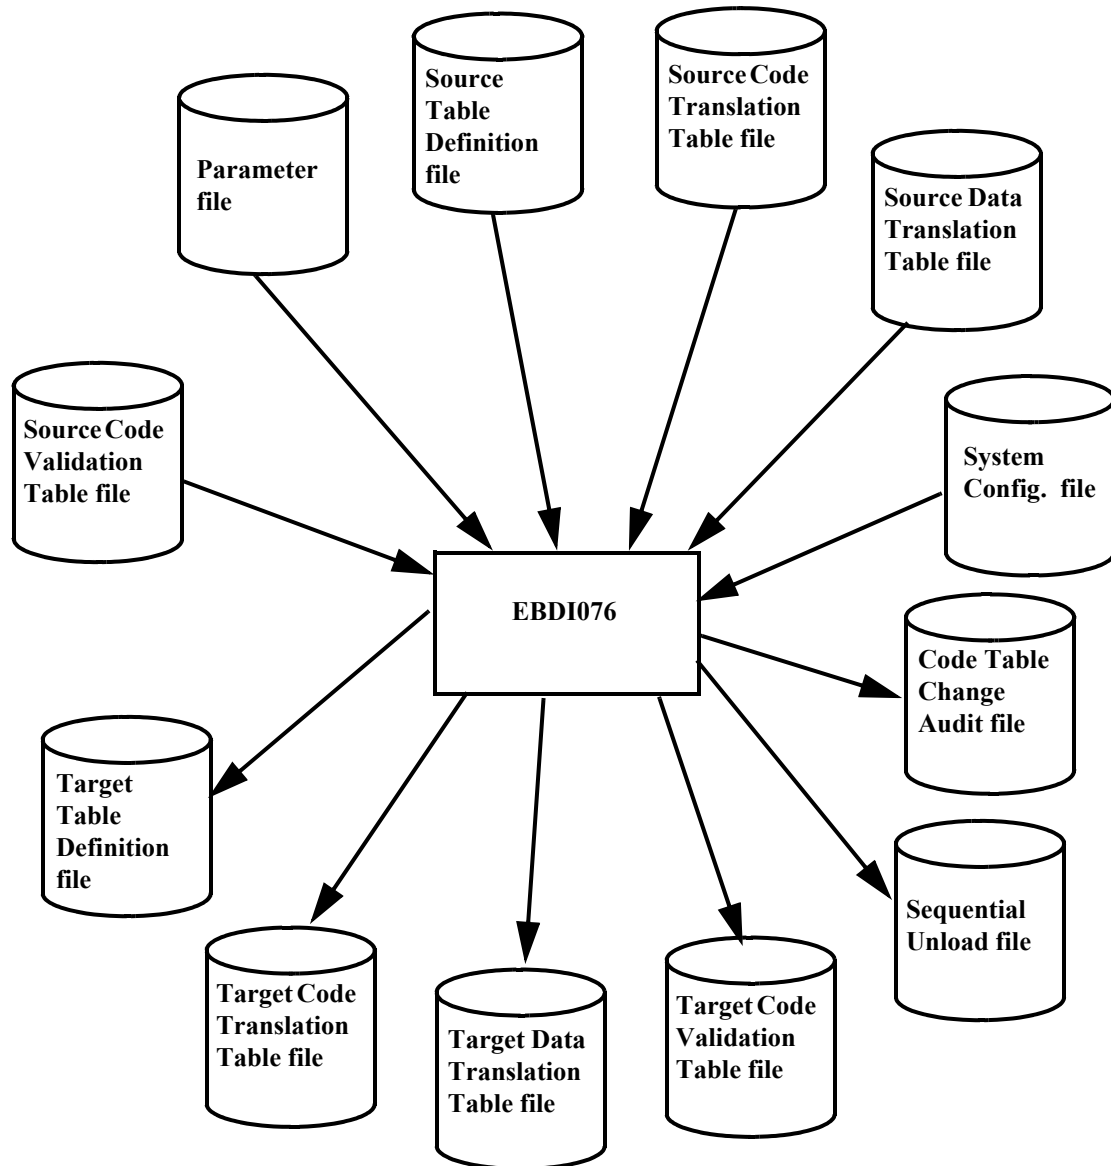 Source
Table
Definition
file
Source Code
Translation
Table file
Parameter
file
Source Data
Translation
Table file
Source Code
Validation
Table file
System
Config. file
EBDI076
Code Table
Change
Audit file
Target
Table
Definition
file
Sequential
Unload file
Target Code
Translation
Table file
Target Data
Translation
Table file
Target Code
Validation
Table file